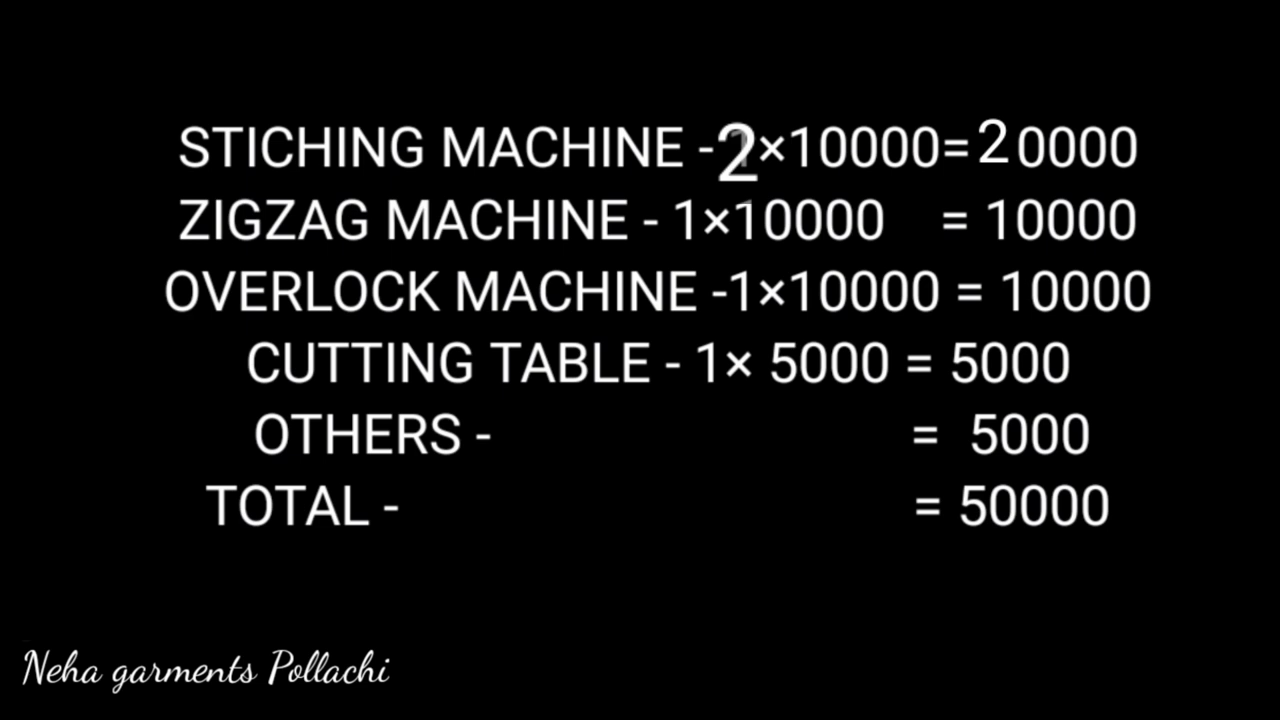 STICHING MACHINE -2×10000=20000
ZIGZAG MACHINE - 1×10000 = 10000
OVERLOCK MACHINE -1×10000 = 10000
CUTTING TABLE - 1× 5000 = 5000
OTHERS - = 5000
TOTAL - = 50000
Neha garments Pollachi